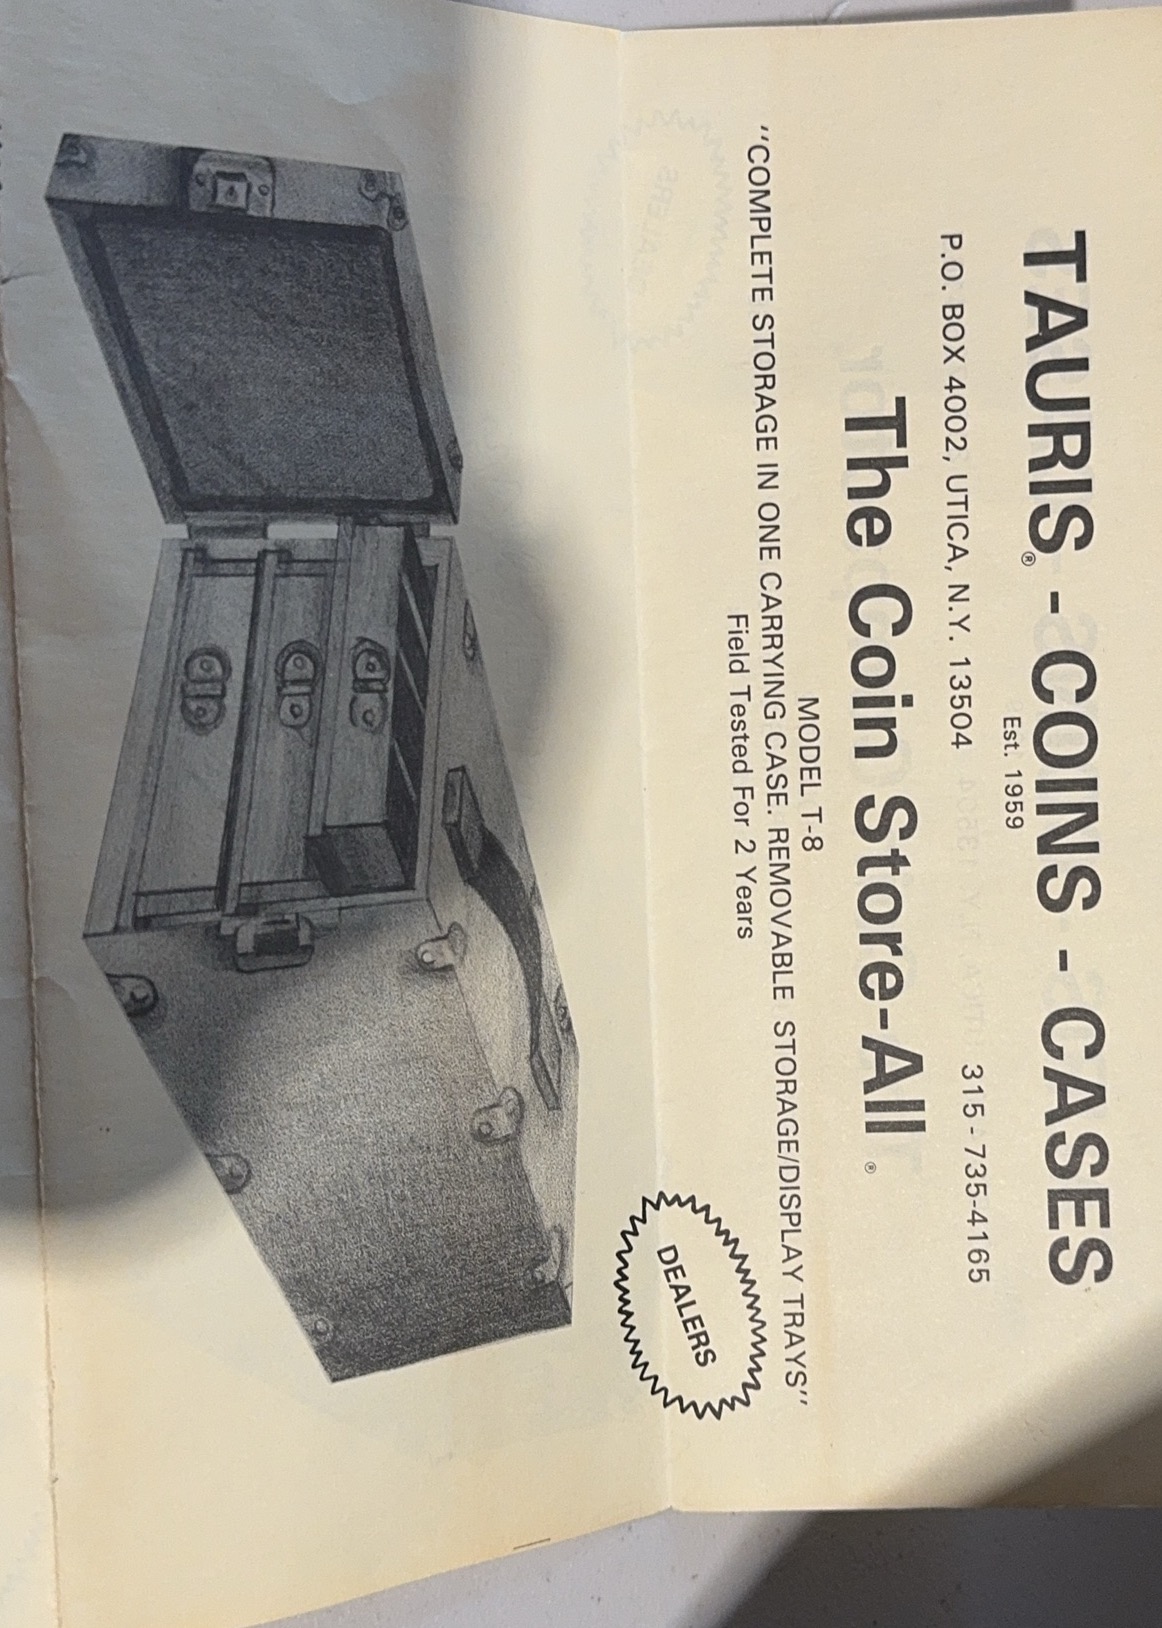 TAURIS® - COINS - CASES
Est. 1959
P.O. BOX 4002, UTICA, N.Y. 13504 315-735-4165
The Coin Store-All®
MODEL T-8
"COMPLETE STORAGE IN ONE CARRYING CASE. REMOVABLE STORAGE/DISPLAY TRAYS"
Field Tested For 2 Years
DEALERS